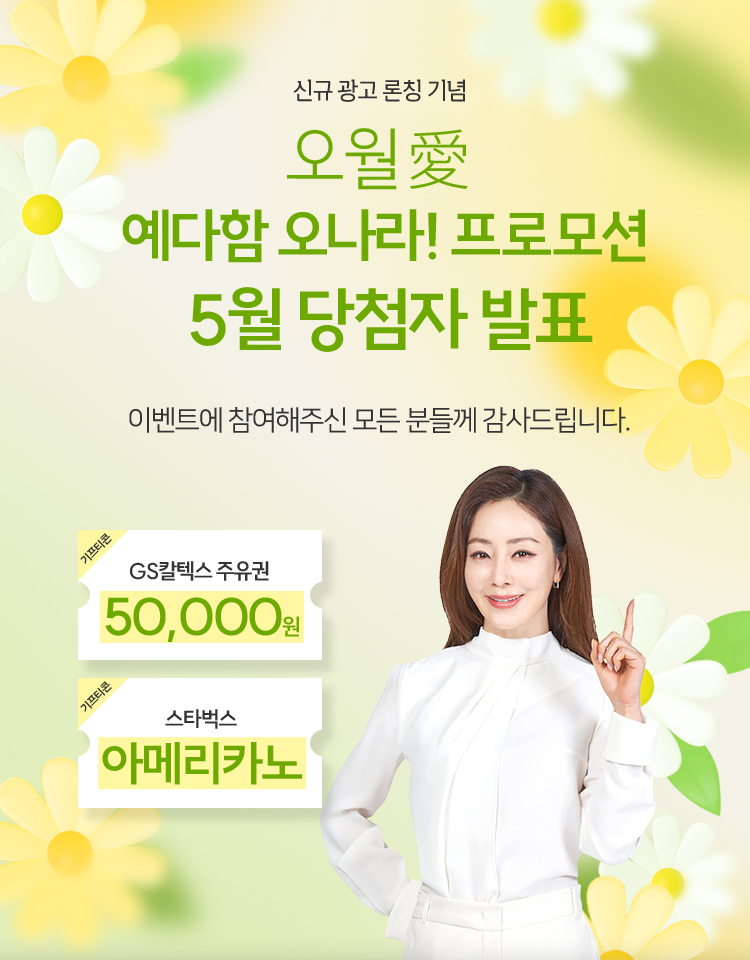 신규 광고 론칭 기념
오월愛
예다함 오나라! 프로모션
5월 당첨자 발표
이벤트에 참여해주신 모든 분들께 감사드립니다.
기프티콘
GS칼텍스 주유권
50,000원
기프티콘
스타벅스
아메리카노